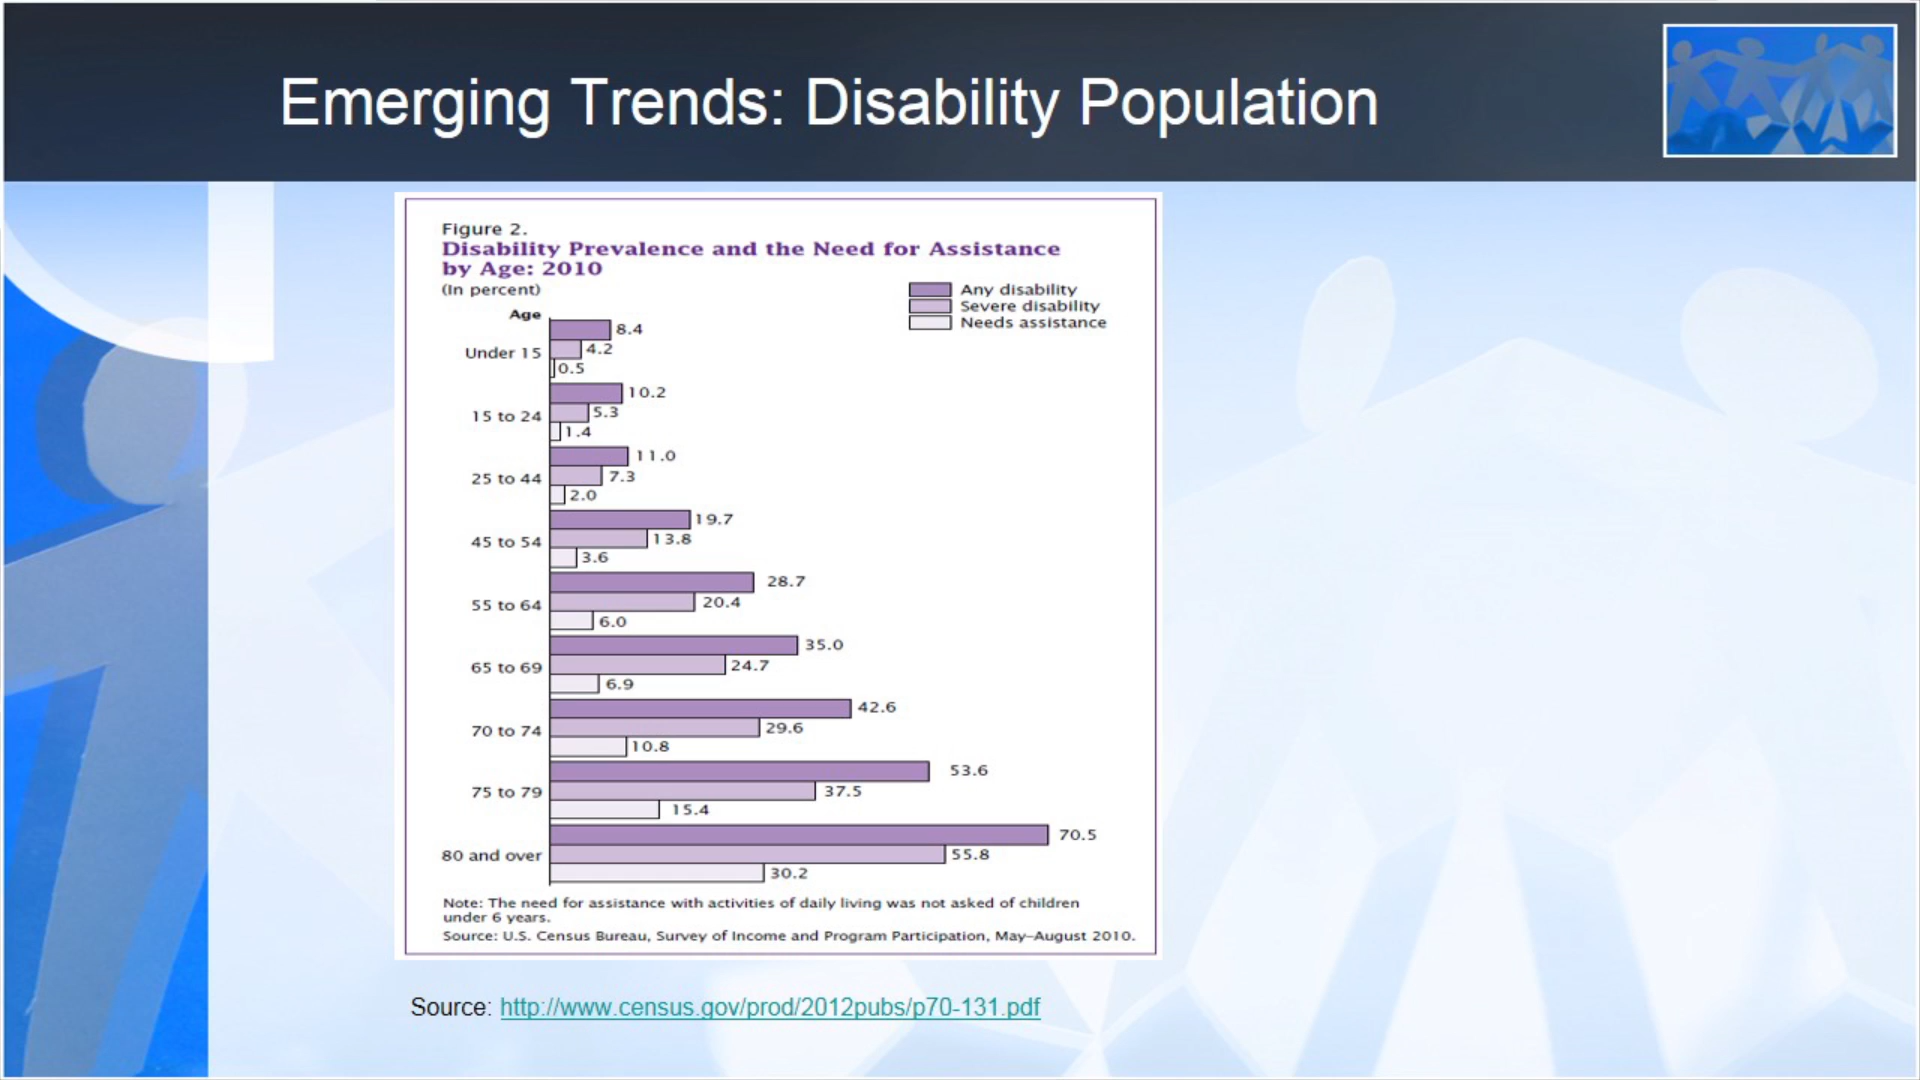 Emerging Trends: Disability Population
Figure 2.
Disability Prevalence and the Need for Assistance
by Age: 2010
(In percent)
Any disability
Severe disability
Needs assistance
Age
Under 15
8.4
4.2
0.5
15 to 24
10.2
5.3
1.4
25 to 44
11.0
7.3
2.0
45 to 54
19.7
13.8
3.6
55 to 64
28.7
20.4
6.0
65 to 69
35.0
24.7
6.9
70 to 74
42.6
29.6
10.8
75 to 79
53.6
37.5
15.4
80 and over
70.5
55.8
30.2
Note: The need for assistance with activities of daily living was not asked of children
under 6 years.
Source: U.S. Census Bureau, Survey of Income and Program Participation, May–August 2010.
Source: http://www.census.gov/prod/2012pubs/p70-131.pdf